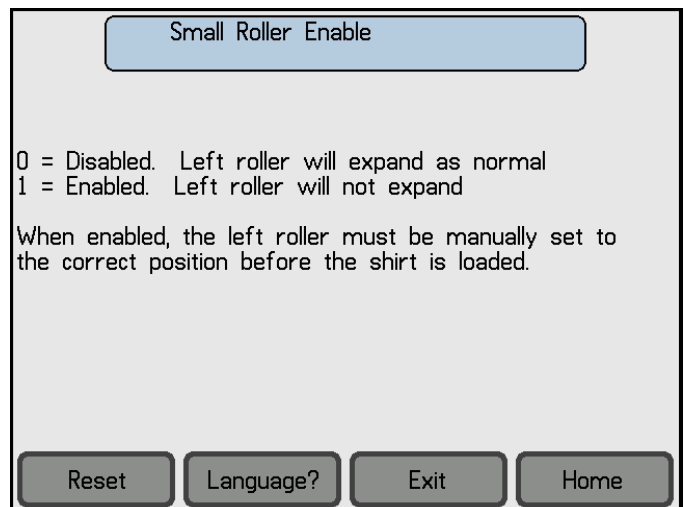 Small Roller Enable
0 = Disabled. Left roller will expand as normal
1 = Enabled. Left roller will not expand
When enabled, the left roller must be manually set to
the correct position before the shirt is loaded.
Reset Language? Exit Home